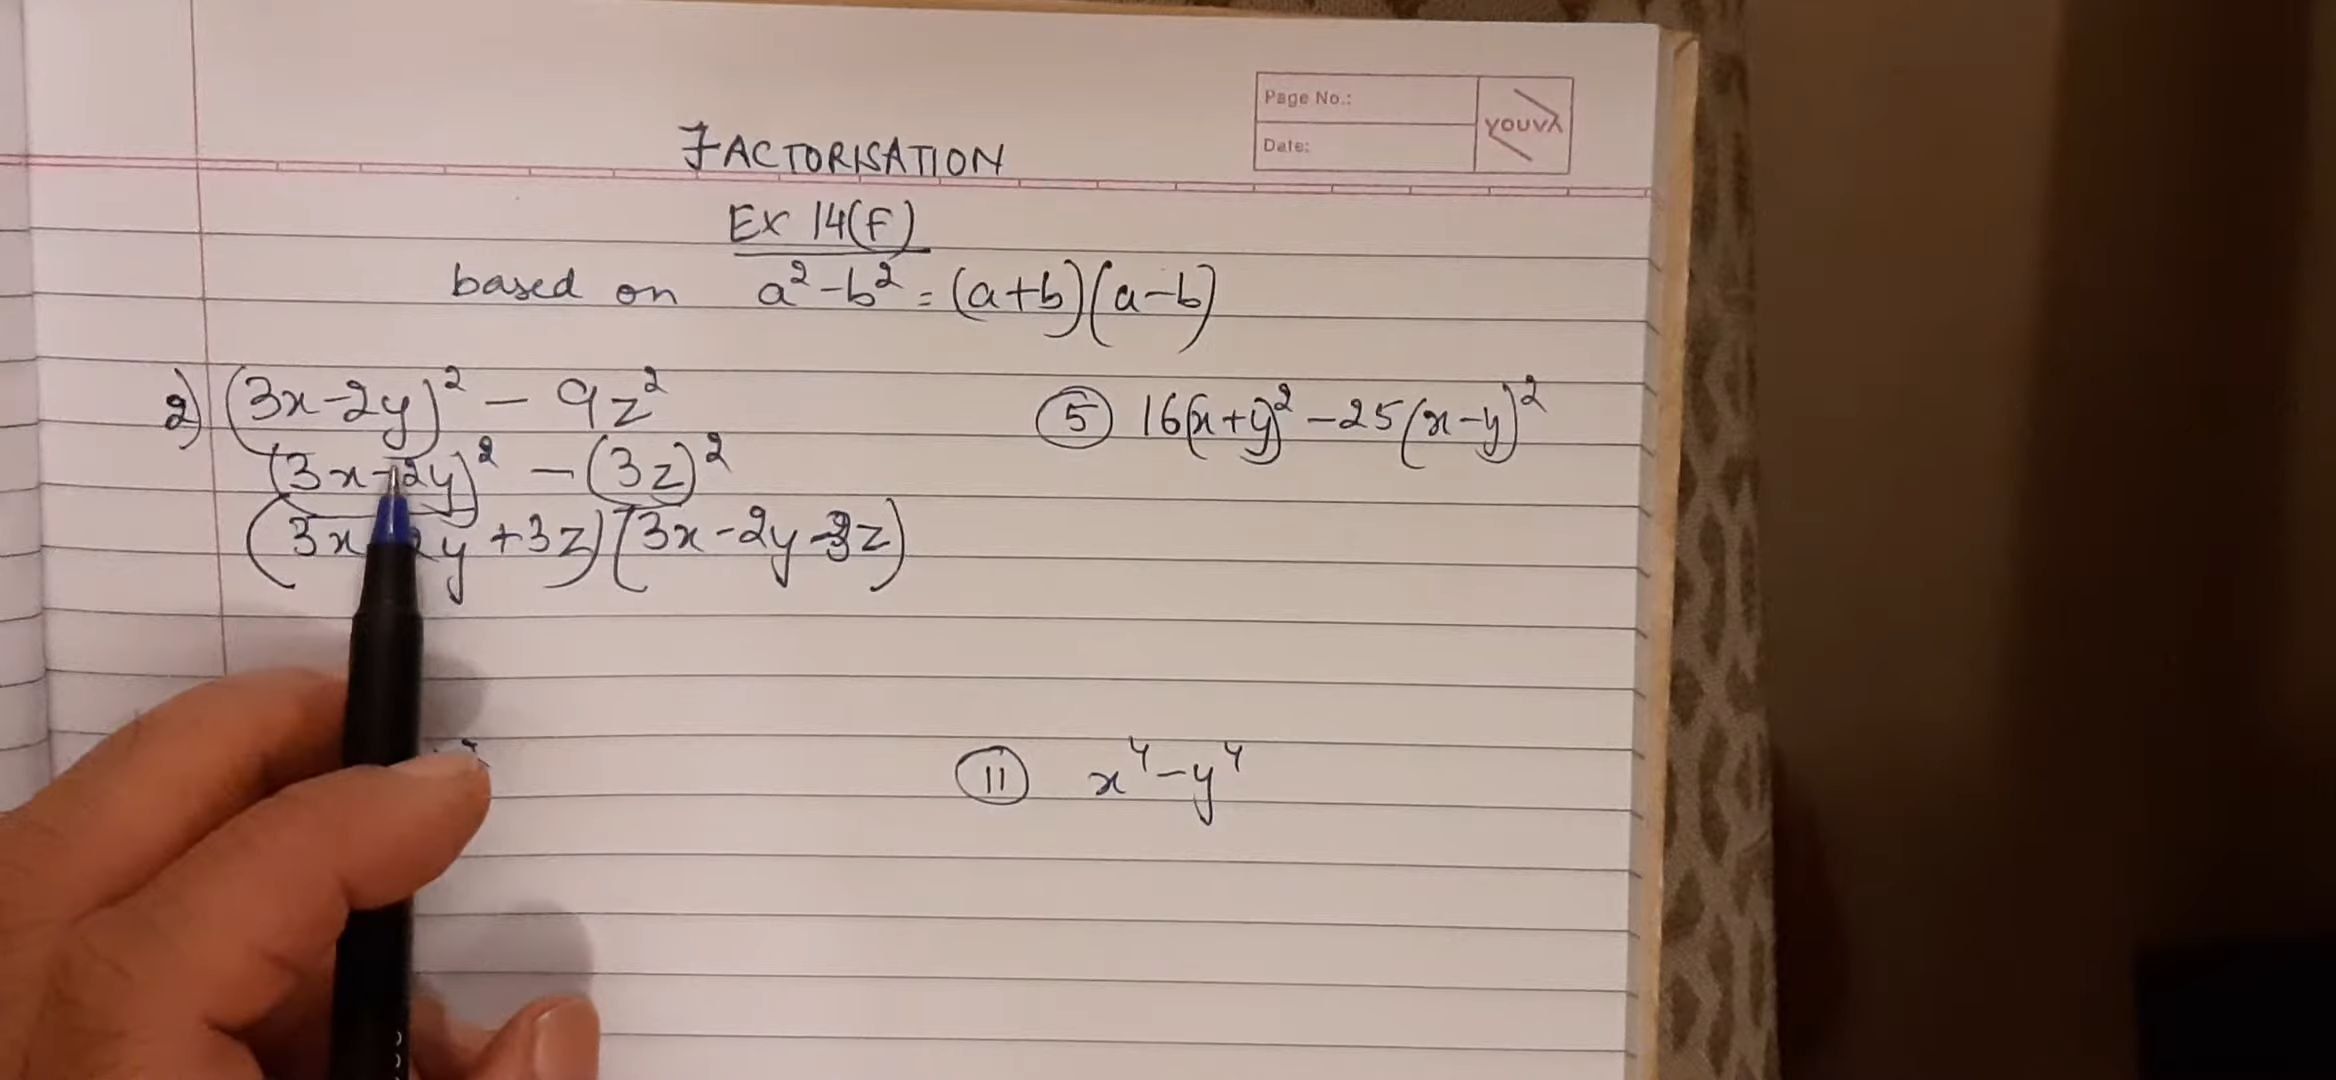 Page No.:
Date:
YOUVA
FACTORISATION
Ex 14(F)
based on a²-b² = (a+b)(a-b)
2) (3x-2y)² - 9z²
(3x-2y)² - (3z)²
(3x-2y+3z)(3x-2y-3z)
⑤ 16(x+y)² - 25(x-y)²
⑪ x⁴-y⁴